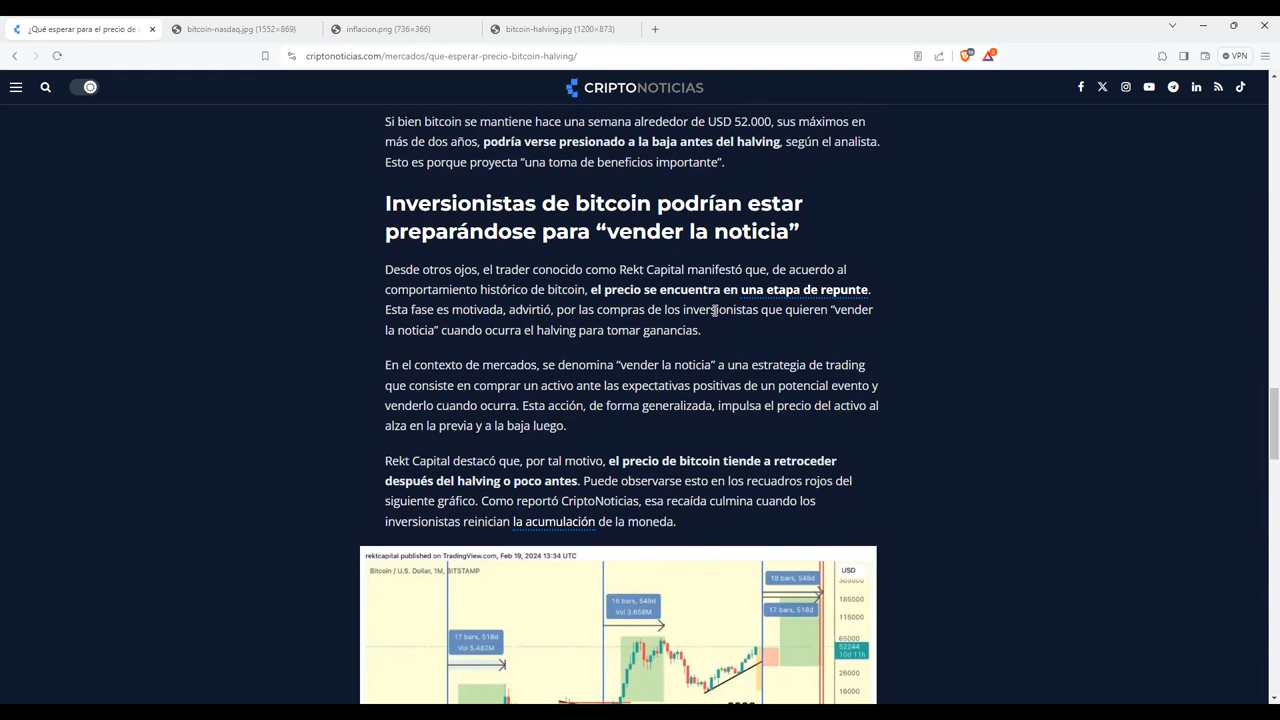 ¿Qué esperar para el precio de
bitcoin-nasdaq.jpg (1552×869)
inflacion.png (736×366)
bitcoin-halving.jpg (1200×873)
criptonoticias.com/mercados/que-esperar-precio-bitcoin-halving/
VPN
CRIPTONOTICIAS
Si bien bitcoin se mantiene hace una semana alrededor de USD 52.000, sus máximos en
más de dos años, podría verse presionado a la baja antes del halving, según el analista.
Esto es porque proyecta “una toma de beneficios importante”.
Inversionistas de bitcoin podrían estar
preparándose para “vender la noticia”
Desde otros ojos, el trader conocido como Rekt Capital manifestó que, de acuerdo al
comportamiento histórico de bitcoin, el precio se encuentra en una etapa de repunte.
Esta fase es motivada, advirtió, por las compras de los inversionistas que quieren “vender
la noticia” cuando ocurra el halving para tomar ganancias.
En el contexto de mercados, se denomina “vender la noticia” a una estrategia de trading
que consiste en comprar un activo ante las expectativas positivas de un potencial evento y
venderlo cuando ocurra. Esta acción, de forma generalizada, impulsa el precio del activo al
alza en la previa y a la baja luego.
Rekt Capital destacó que, por tal motivo, el precio de bitcoin tiende a retroceder
después del halving o poco antes. Puede observarse esto en los recuadros rojos del
siguiente gráfico. Como reportó CriptoNoticias, esa recaída culmina cuando los
inversionistas reinician la acumulación de la moneda.
rektcapital published on TradingView.com, Feb 19, 2024 13:34 UTC
Bitcoin / U.S. Dollar, 1M, BITSTAMP
USD
18 bars, 549d
305000
18 bars, 549d
Vol 3.658M
185000
17 bars, 518d
115000
17 bars, 518d
Vol 5.482M
65000
52244
10d 11h
26000
16000